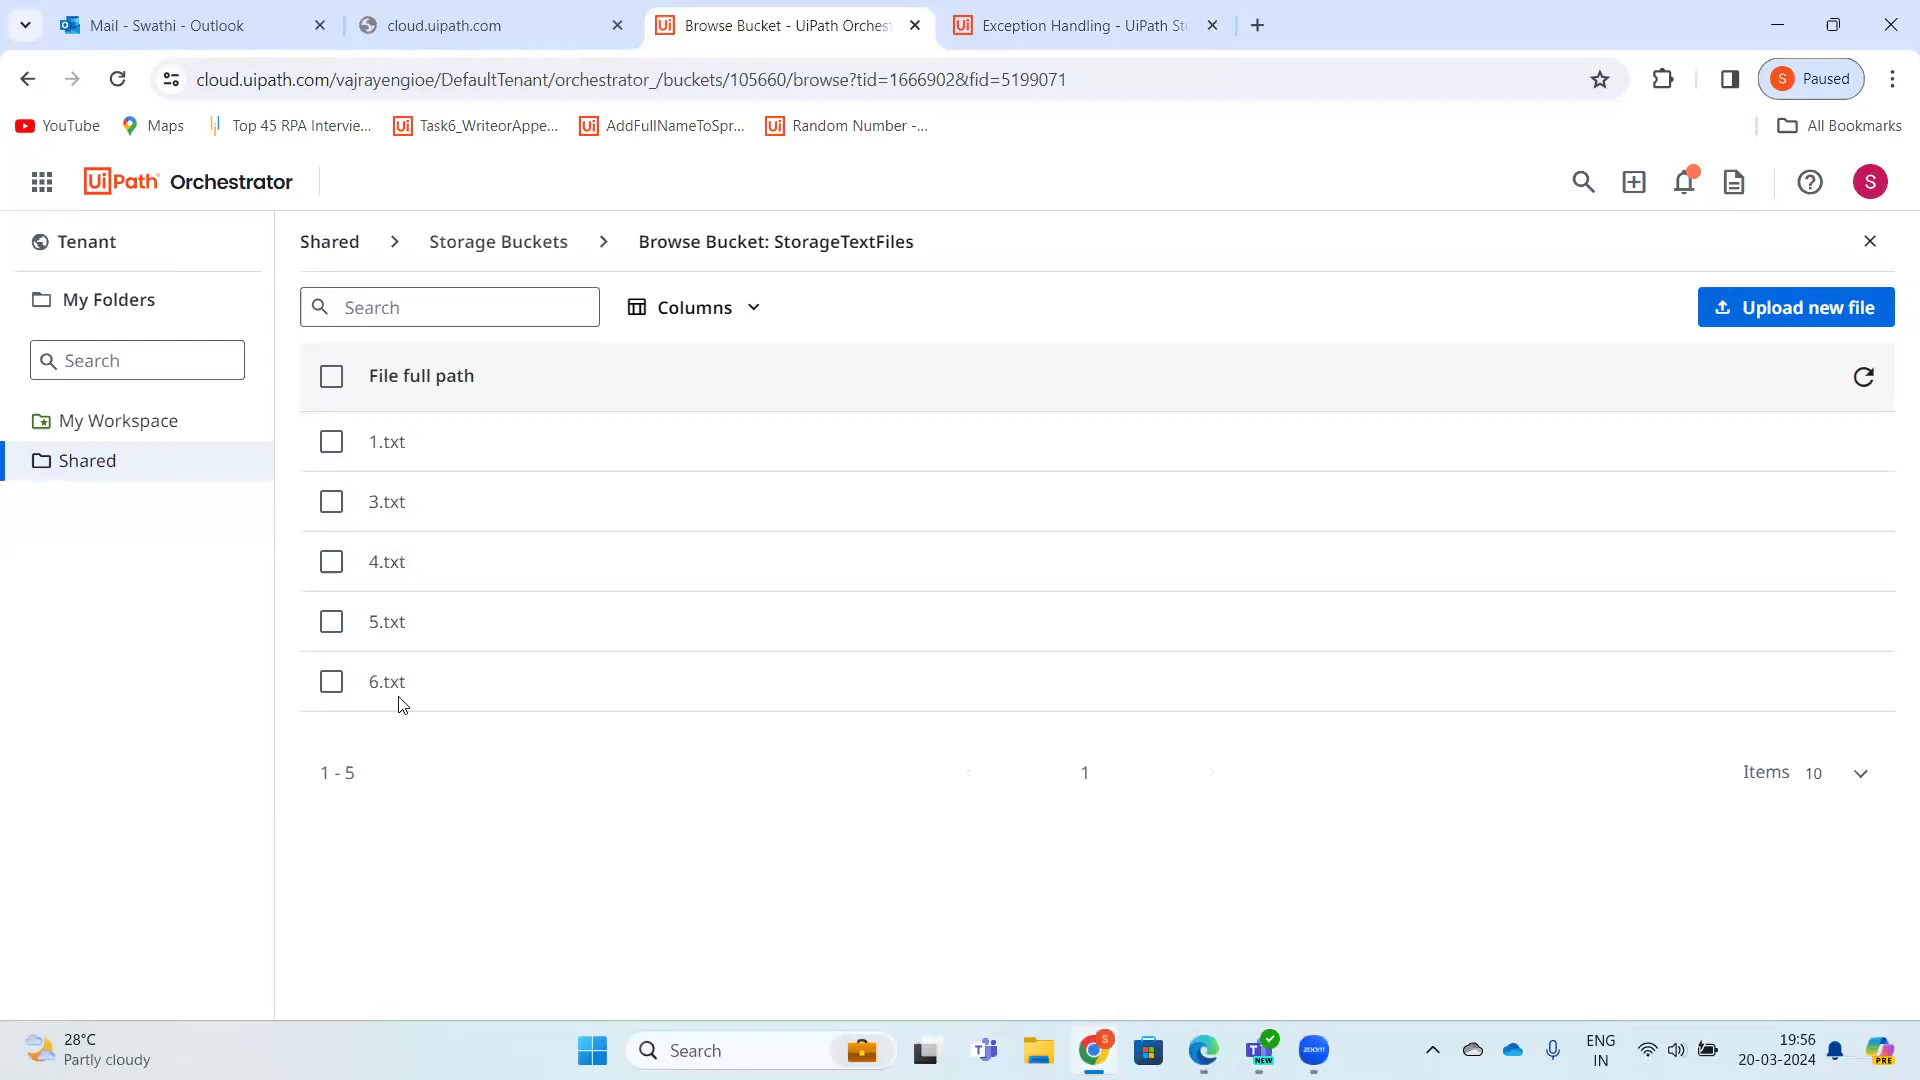 Mail - Swathi - Outlook
cloud.uipath.com
Browse Bucket - UiPath Orches
Exception Handling - UiPath St
cloud.uipath.com/vajrayengioe/DefaultTenant/orchestrator_/buckets/105660/browse?tid=1666902&fid=5199071
S Paused
YouTube
Maps
Top 45 RPA Intervie...
Task6_WriteorAppe...
AddFullNameToSpr...
Random Number -...
All Bookmarks
UiPath Orchestrator
S
Tenant
My Folders
Search
My Workspace
Shared
Shared > Storage Buckets > Browse Bucket: StorageTextFiles
Search
Columns
Upload new file
File full path
1.txt
3.txt
4.txt
5.txt
6.txt
1 - 5
1
Items 10
28°C
Partly cloudy
Search
S
NEW
zoom
ENG
IN
19:56
20-03-2024
PRE